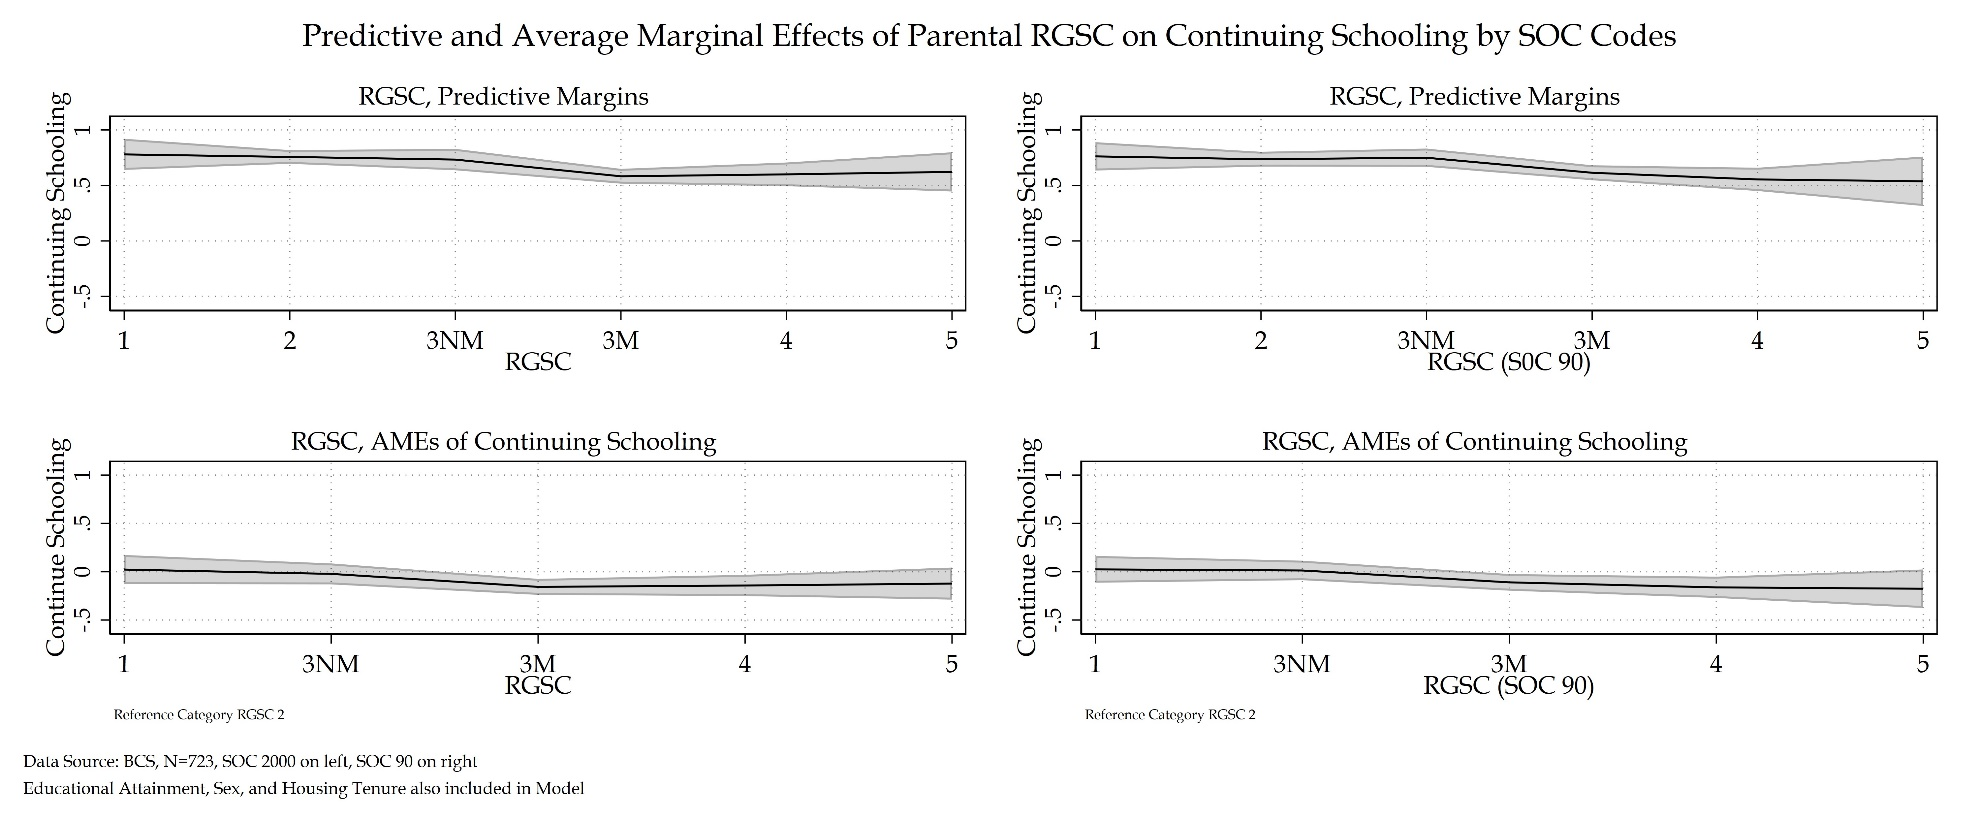 Predictive and Average Marginal Effects of Parental RGSC on Continuing Schooling by SOC Codes
RGSC, Predictive Margins
Continuing Schooling
1
.5
0
-.5
1 2 3NM 3M 4 5
RGSC
RGSC, Predictive Margins
Continuing Schooling
1
.5
0
-.5
1 2 3NM 3M 4 5
RGSC (S0C 90)
RGSC, AMEs of Continuing Schooling
Continue Schooling
1
.5
0
-.5
1 3NM 3M 4 5
RGSC
Reference Category RGSC 2
RGSC, AMEs of Continuing Schooling
Continue Schooling
1
.5
0
-.5
1 3NM 3M 4 5
RGSC (SOC 90)
Reference Category RGSC 2
Data Source: BCS, N=723, SOC 2000 on left, SOC 90 on right
Educational Attainment, Sex, and Housing Tenure also included in Model